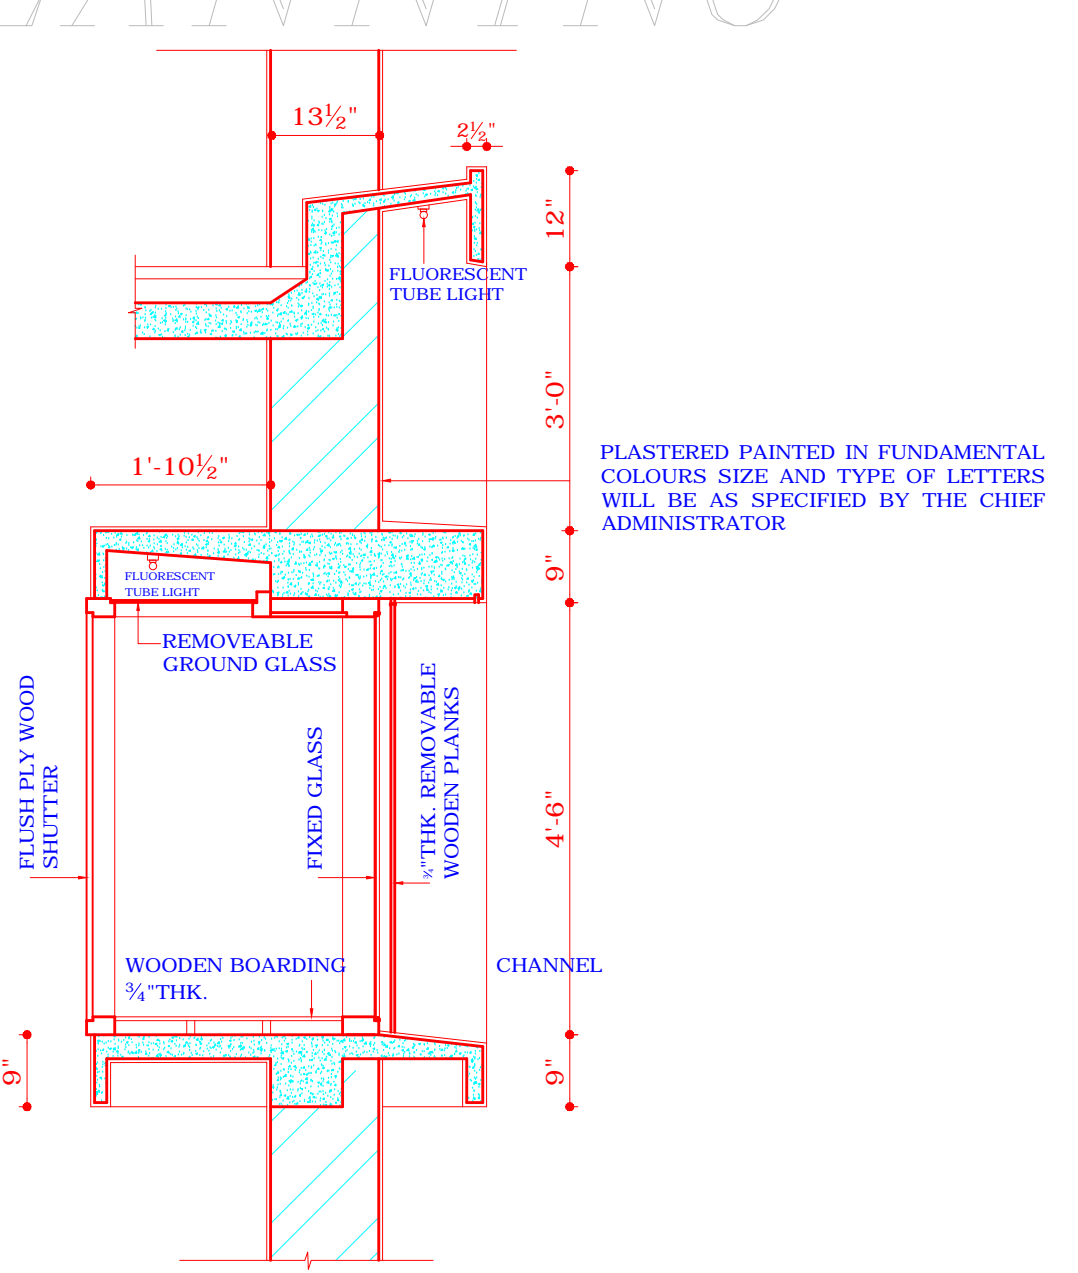 13½"
2½"
12"
FLUORESCENT
TUBE LIGHT
3'-0"
1'-10½"
PLASTERED PAINTED IN FUNDAMENTAL
COLOURS SIZE AND TYPE OF LETTERS
WILL BE AS SPECIFIED BY THE CHIEF
ADMINISTRATOR
9"
FLUORESCENT
TUBE LIGHT
REMOVEABLE
GROUND GLASS
FLUSH PLY WOOD
SHUTTER
FIXED GLASS
¾"THK. REMOVABLE
WOODEN PLANKS
4'-6"
WOODEN BOARDING
¾"THK.
CHANNEL
9"
9"